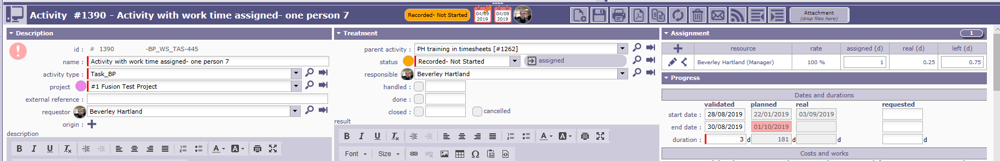 Activity #1390 - Activity with work time assigned- one person 7
Recorded- Not Started
04/09
2019
04/09
2019
Attachment
(drop files here)
Description
id : # 1390 -BP_WS_TAS-445
name : Activity with work time assigned- one person 7
activity type : Task_BP
project #1 Fusion Test Project
external reference :
requestor Beverley Hartland
origin :
description
B I U Tx
A A
Treatment
parent activity : PH training in timesheets [#1262]
status Recorded- Not Started assigned
responsible Beverley Hartland
handled :
done :
closed : cancelled
result
B I U Tx
A A
Font Size Ω
Assignment 1
resource rate assigned (d) real (d) left (d)
Beverley Hartland (Manager) 100 % 1 0.25 0.75
Progress
Dates and durations
validated planned real requested
start date : 28/08/2019 22/01/2019 03/09/2019
end date : 30/08/2019 01/10/2019
duration : 3 d 181 d d d
Costs and works